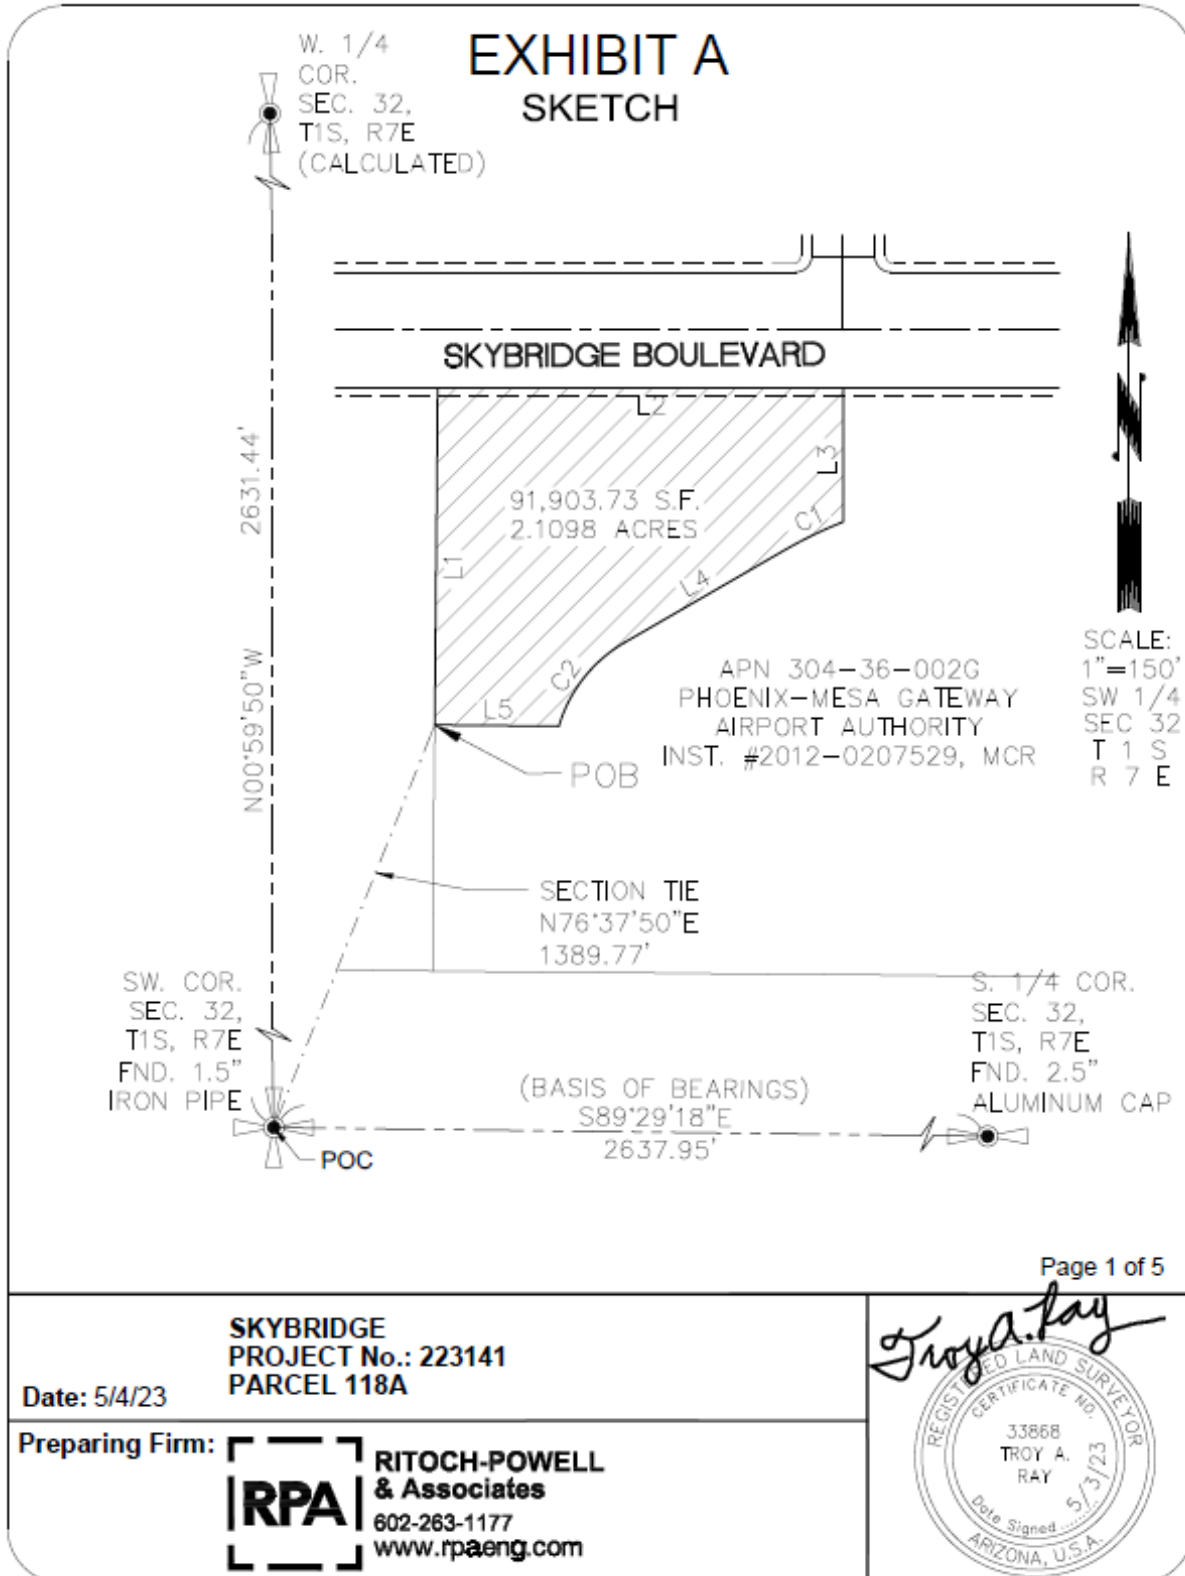 EXHIBIT A
SKETCH
W. 1/4
COR.
SEC. 32,
T1S, R7E
(CALCULATED)
SKYBRIDGE BOULEVARD
L2
L3
2631.44'
N00°59'50"W
91,903.73 S.F.
2.1098 ACRES
C1
L1
L4
C2
L5
POB
APN 304-36-002G
PHOENIX-MESA GATEWAY
AIRPORT AUTHORITY
INST. #2012-0207529, MCR
N
SCALE:
1"=150'
SW 1/4
SEC 32
T 1 S
R 7 E
SECTION TIE
N76°37'50"E
1389.77'
SW. COR.
SEC. 32,
T1S, R7E
FND. 1.5"
IRON PIPE
POC
(BASIS OF BEARINGS)
S89°29'18"E
2637.95'
S. 1/4 COR.
SEC. 32,
T1S, R7E
FND. 2.5"
ALUMINUM CAP
Page 1 of 5
SKYBRIDGE
PROJECT No.: 223141
PARCEL 118A
Date: 5/4/23
Preparing Firm:
RPA
RITOCH-POWELL
& Associates
602-263-1177
www.rpaeng.com
Troy A. Ray
REGISTERED LAND SURVEYOR
CERTIFICATE NO.
33868
TROY A.
RAY
Date Signed......5/3/23
ARIZONA, U.S.A.